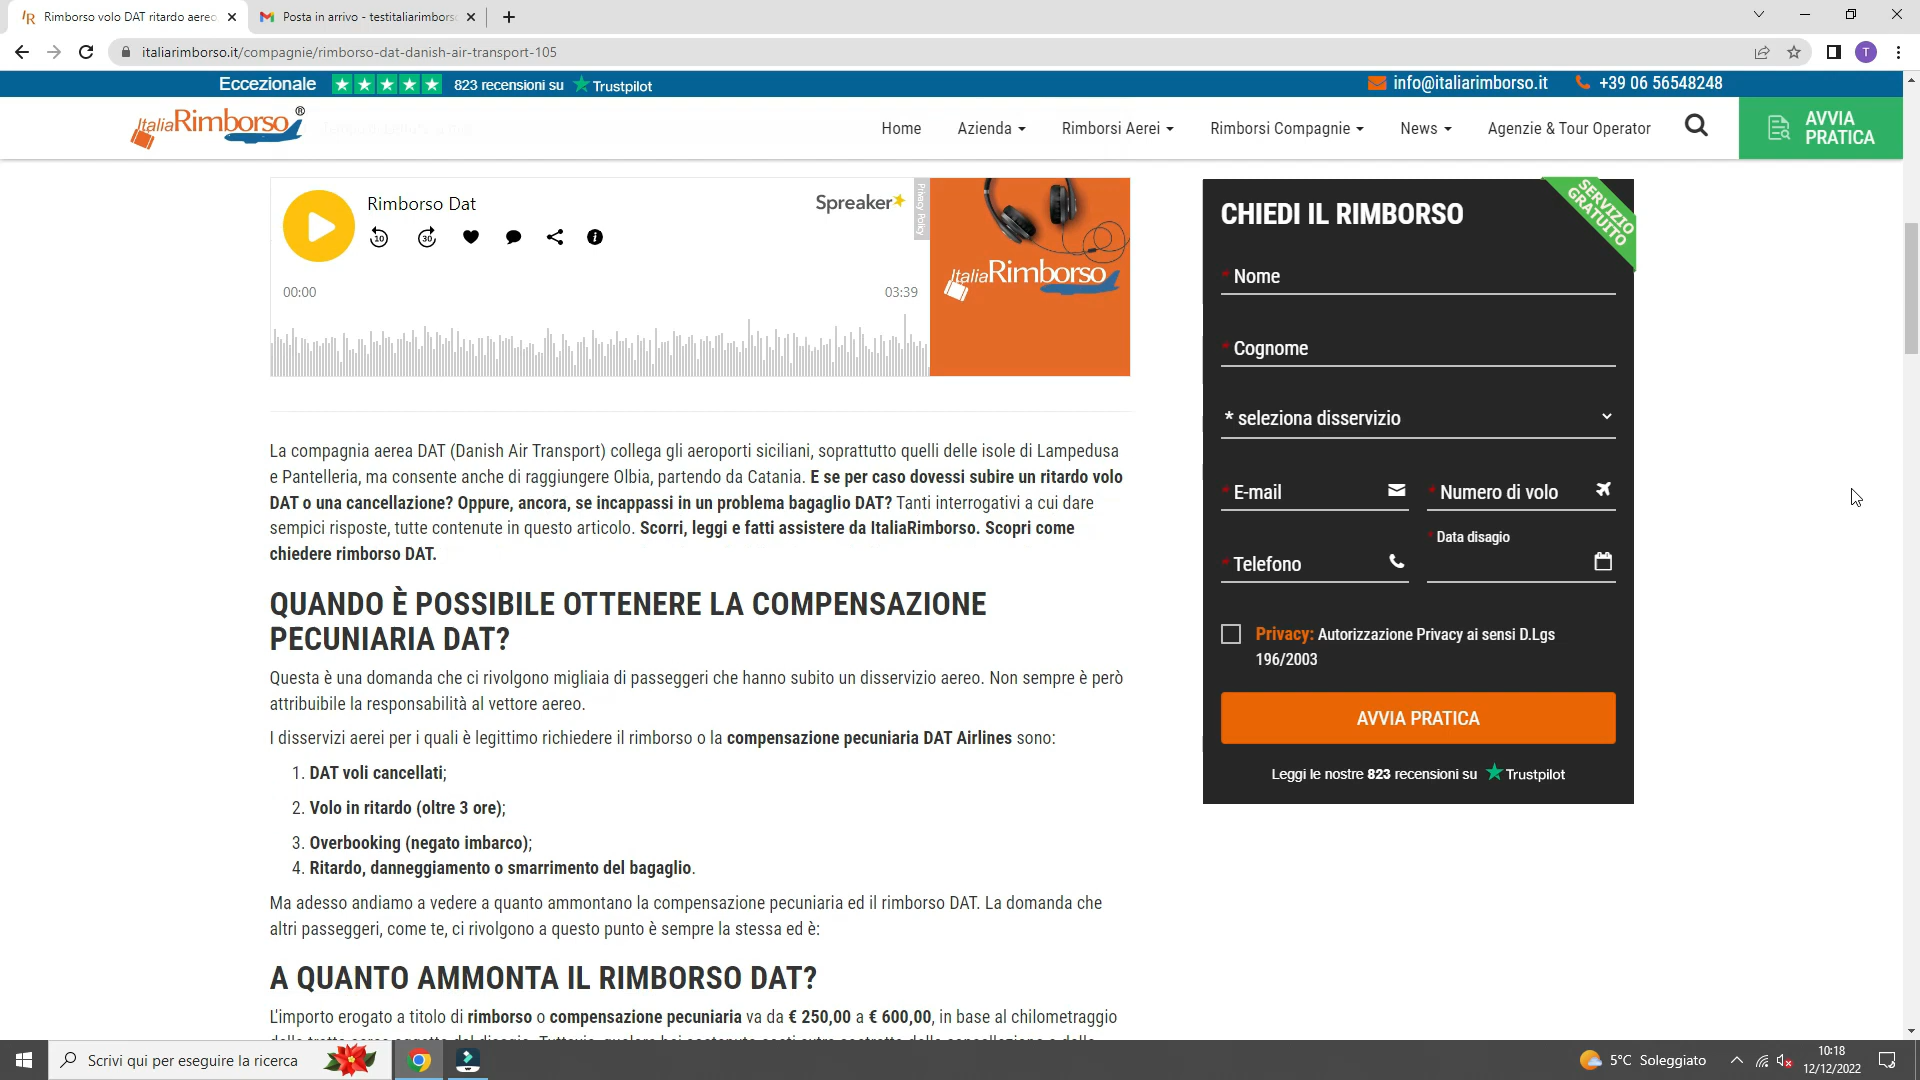 Rimborso volo DAT ritardo aereo,
Posta in arrivo - testitaliarimborso
italiarimborso.it/compagnie/rimborso-dat-danish-air-transport-105
T
Eccezionale
823 recensioni su Trustpilot
info@italiarimborso.it
+39 06 56548248
ItaliaRimborso®
Home
Azienda
Rimborsi Aerei
Rimborsi Compagnie
News
Agenzie & Tour Operator
AVVIA
PRATICA
Rimborso Dat
Spreaker
Privacy Policy
10
30
00:00
03:39
ItaliaRimborso
CHIEDI IL RIMBORSO
SERVIZIO
GRATUITO
* Nome
* Cognome
* seleziona disservizio
* E-mail
* Numero di volo
* Data disagio
* Telefono
Privacy: Autorizzazione Privacy ai sensi D.Lgs
196/2003
AVVIA PRATICA
Leggi le nostre 823 recensioni su Trustpilot
La compagnia aerea DAT (Danish Air Transport) collega gli aeroporti siciliani, soprattutto quelli delle isole di Lampedusa
e Pantelleria, ma consente anche di raggiungere Olbia, partendo da Catania. E se per caso dovessi subire un ritardo volo
DAT o una cancellazione? Oppure, ancora, se incappassi in un problema bagaglio DAT? Tanti interrogativi a cui dare
sempici risposte, tutte contenute in questo articolo. Scorri, leggi e fatti assistere da ItaliaRimborso. Scopri come
chiedere rimborso DAT.
QUANDO È POSSIBILE OTTENERE LA COMPENSAZIONE
PECUNIARIA DAT?
Questa è una domanda che ci rivolgono migliaia di passeggeri che hanno subito un disservizio aereo. Non sempre è però
attribuibile la responsabilità al vettore aereo.
I disservizi aerei per i quali è legittimo richiedere il rimborso o la compensazione pecuniaria DAT Airlines sono:
1. DAT voli cancellati;
2. Volo in ritardo (oltre 3 ore);
3. Overbooking (negato imbarco);
4. Ritardo, danneggiamento o smarrimento del bagaglio.
Ma adesso andiamo a vedere a quanto ammontano la compensazione pecuniaria ed il rimborso DAT. La domanda che
altri passeggeri, come te, ci rivolgono a questo punto è sempre la stessa ed è:
A QUANTO AMMONTA IL RIMBORSO DAT?
L'importo erogato a titolo di rimborso o compensazione pecuniaria va da € 250,00 a € 600,00, in base al chilometraggio
Scrivi qui per eseguire la ricerca
5°C Soleggiato
10:18
12/12/2022